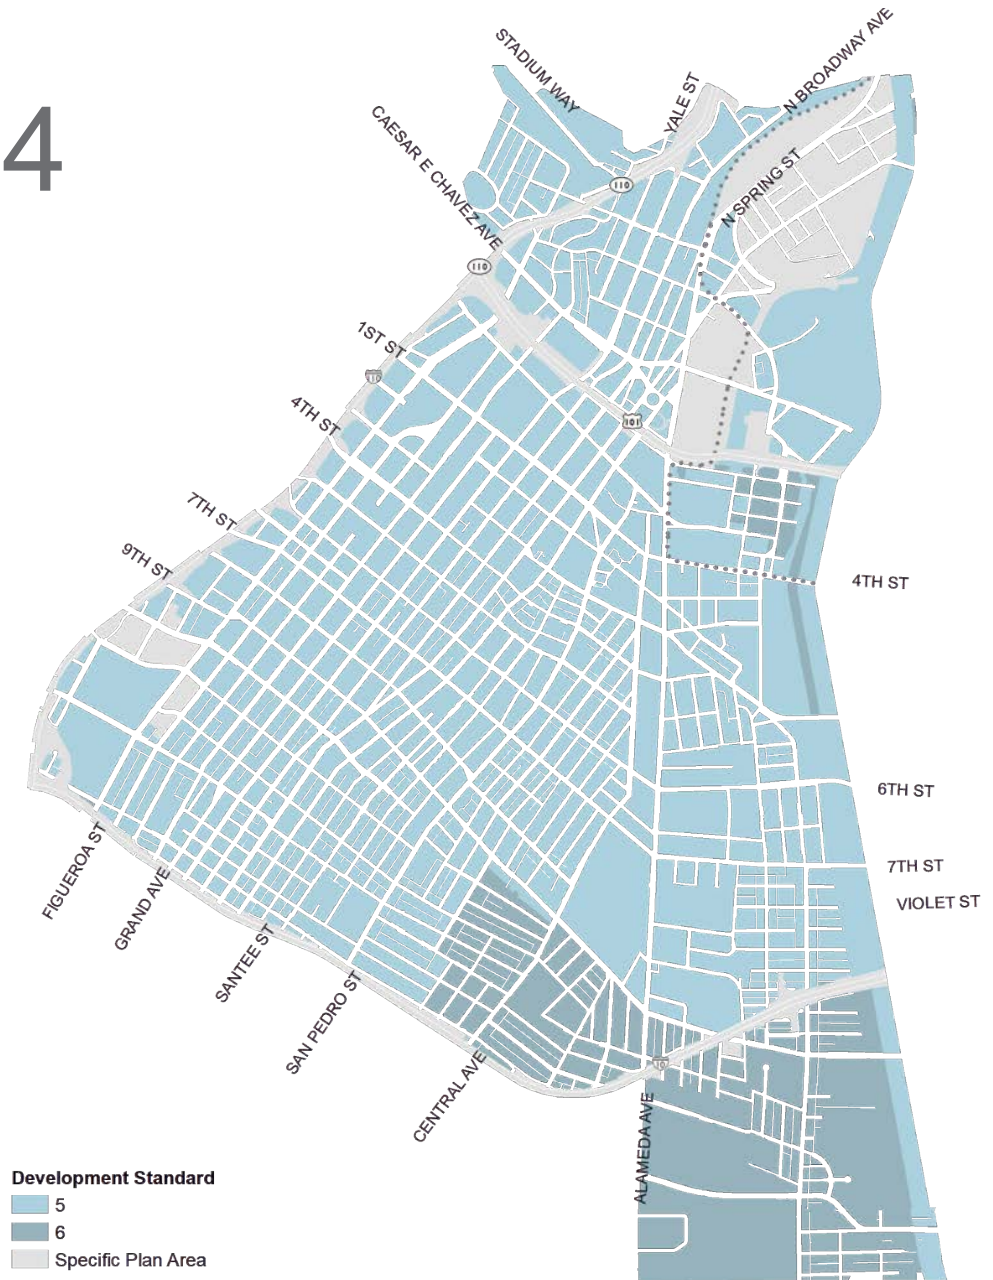 4
STADIUM WAY
YALE ST
N BROADWAY AVE
CAESAR E CHAVEZ AVE
N SPRING ST
110
110
1ST ST
110
4TH ST
101
7TH ST
9TH ST
4TH ST
6TH ST
7TH ST
VIOLET ST
FIGUEROA ST
GRAND AVE
SANTEE ST
SAN PEDRO ST
CENTRAL AVE
10
ALAMEDA AVE
Development Standard
5
6
Specific Plan Area